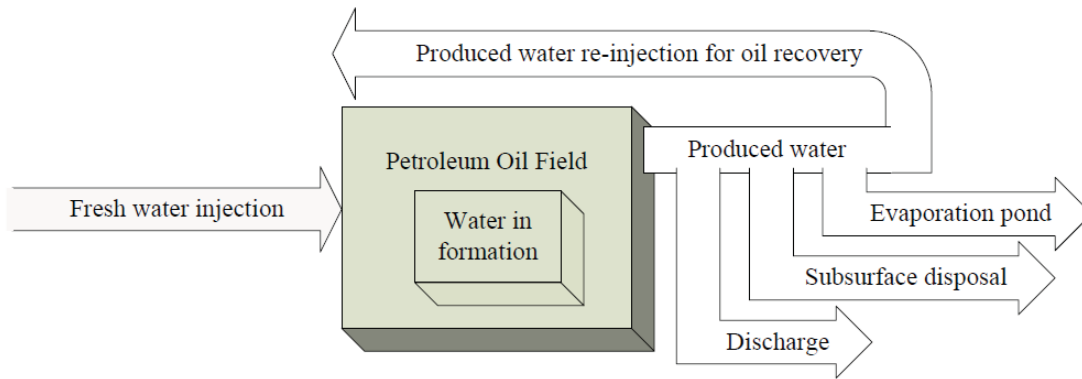 Produced water re-injection for oil recovery
Petroleum Oil Field
Produced water
Fresh water injection
Water in
formation
Evaporation pond
Subsurface disposal
Discharge